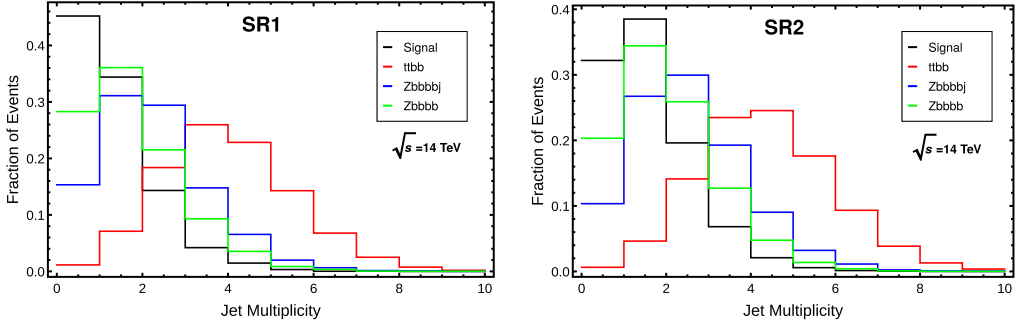 SR1
Fraction of Events
0.4
0.3
0.2
0.1
0.0
Signal
ttbb
Zbbbbj
Zbbbb
√s =14 TeV
0 2 4 6 8 10
Jet Multiplicity
SR2
Fraction of Events
0.4
0.3
0.2
0.1
0.0
Signal
ttbb
Zbbbbj
Zbbbb
√s =14 TeV
0 2 4 6 8 10
Jet Multiplicity